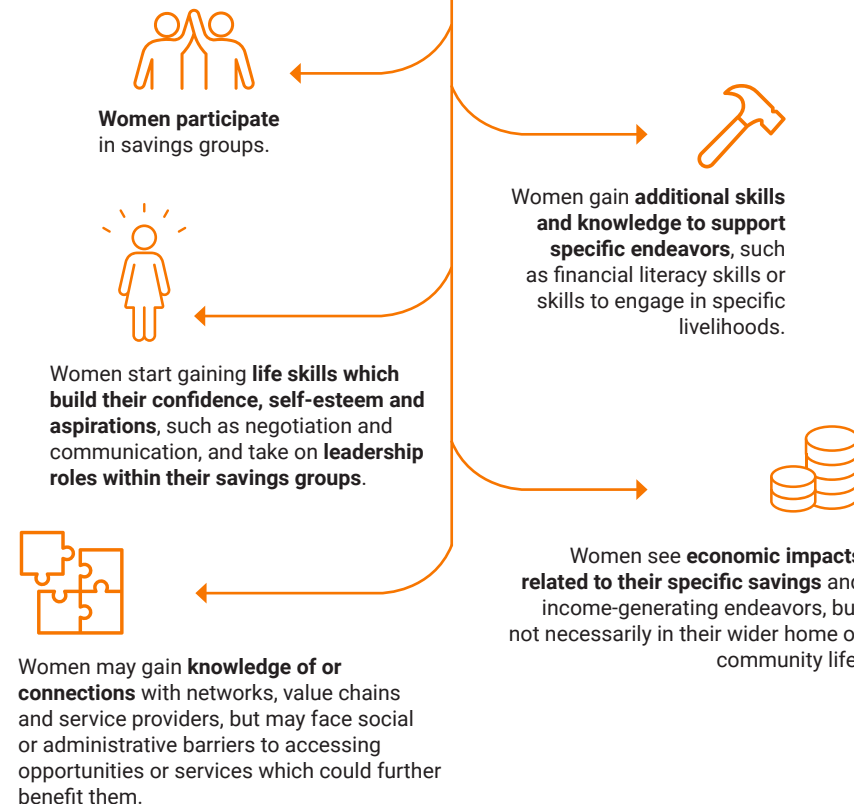 Women participate
in savings groups.
Women gain additional skills
and knowledge to support
specific endeavors, such
as financial literacy skills or
skills to engage in specific
livelihoods.
Women start gaining life skills which
build their confidence, self-esteem and
aspirations, such as negotiation and
communication, and take on leadership
roles within their savings groups.
Women see economic impacts
related to their specific savings and
income-generating endeavors, bu
not necessarily in their wider home o
community life
Women may gain knowledge of or
connections with networks, value chains
and service providers, but may face social
or administrative barriers to accessing
opportunities or services which could further
benefit them.